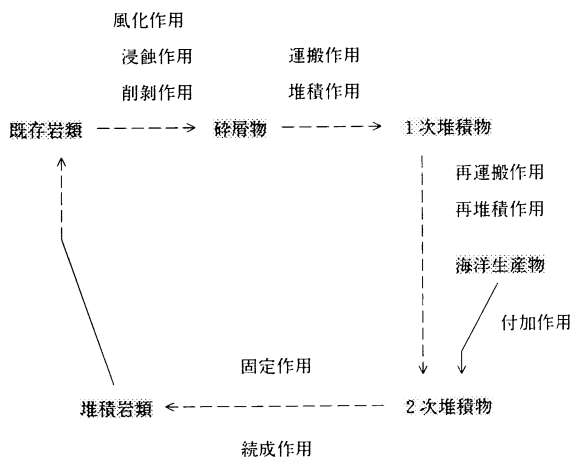 風化作用
浸蝕作用
削剝作用
運搬作用
堆積作用
既存岩類
砕屑物
1次堆積物
再運搬作用
再堆積作用
海洋生産物
付加作用
固定作用
堆積岩類
2次堆積物
続成作用